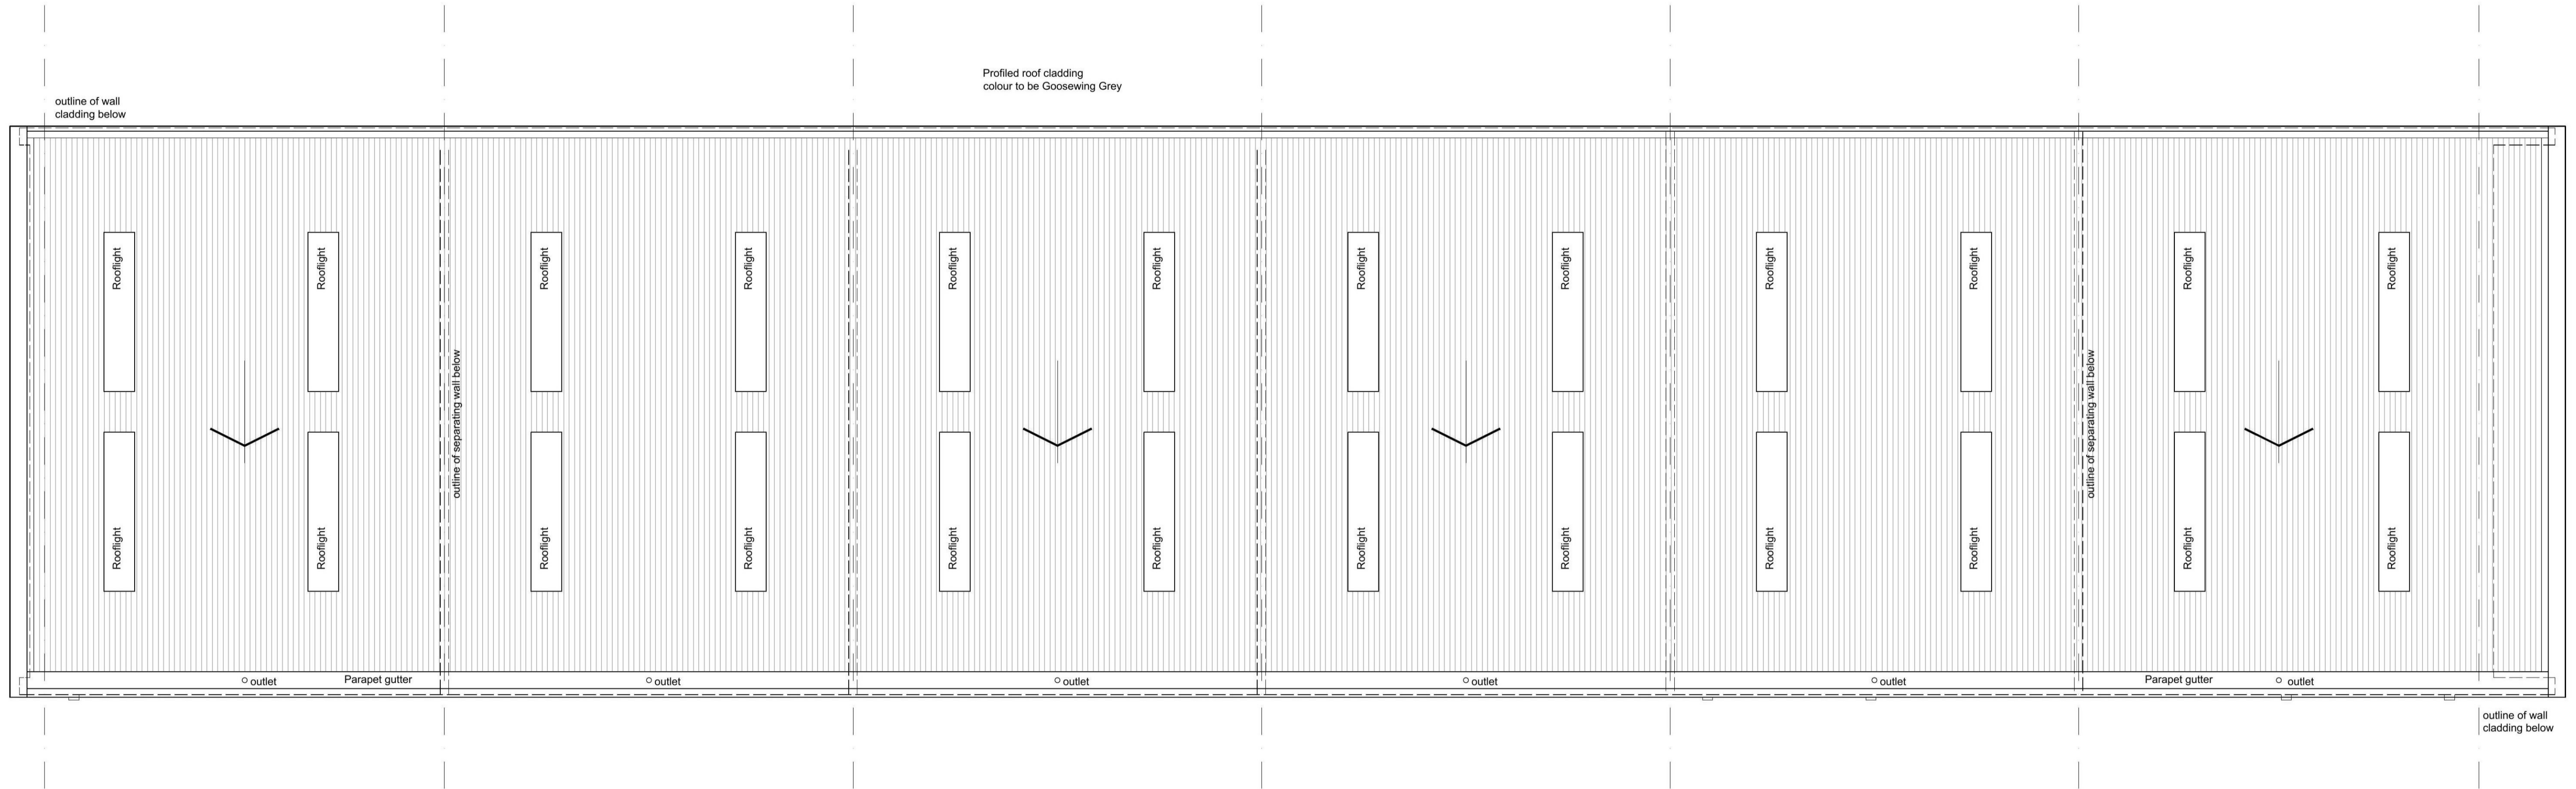 Profiled roof cladding
colour to be Goosewing Grey
outline of wall
cladding below
Rooflight
Rooflight
Rooflight
Rooflight
Rooflight
Rooflight
Rooflight
Rooflight
Rooflight
Rooflight
Rooflight
Rooflight
outline of separating wall below
outline of separating wall below
Rooflight
Rooflight
Rooflight
Rooflight
Rooflight
Rooflight
Rooflight
Rooflight
Rooflight
Rooflight
Rooflight
Rooflight
outlet
Parapet gutter
outlet
outlet
outlet
outlet
Parapet gutter
outlet
outline of wall
cladding below